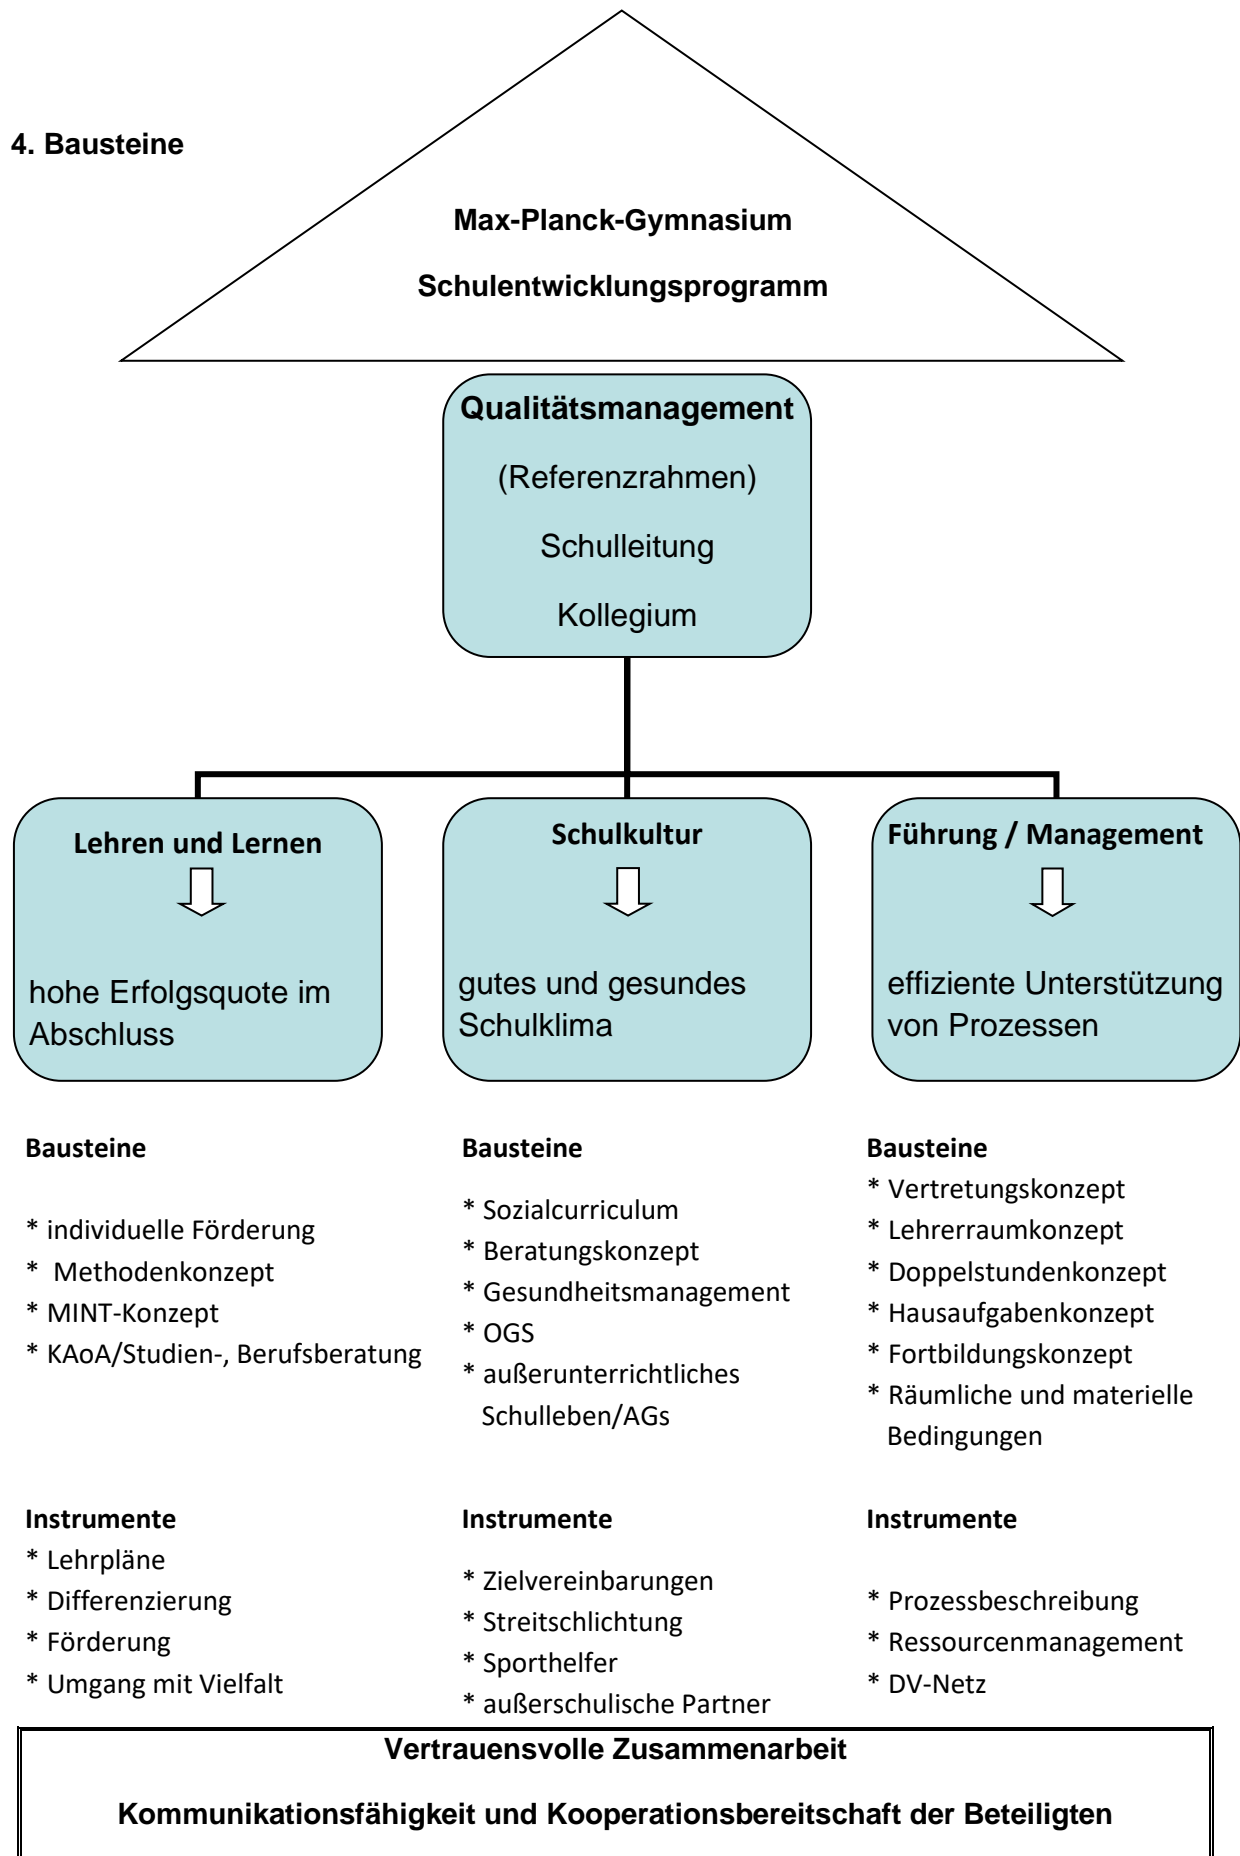 4. Bausteine
Max-Planck-Gymnasium
Schulentwicklungsprogramm
Qualitätsmanagement
(Referenzrahmen)
Schulleitung
Kollegium
Lehren und Lernen
hohe Erfolgsquote im
Abschluss
Schulkultur
gutes und gesundes
Schulklima
Führung / Management
effiziente Unterstützung
von Prozessen
Bausteine
* individuelle Förderung
* Methodenkonzept
* MINT-Konzept
* KAoA/Studien-, Berufsberatung
Bausteine
* Sozialcurriculum
* Beratungskonzept
* Gesundheitsmanagement
* OGS
* außerunterrichtliches
Schulleben/AGs
Bausteine
* Vertretungskonzept
* Lehrerraumkonzept
* Doppelstundenkonzept
* Hausaufgabenkonzept
* Fortbildungskonzept
* Räumliche und materielle
Bedingungen
Instrumente
* Lehrpläne
* Differenzierung
* Förderung
* Umgang mit Vielfalt
Instrumente
* Zielvereinbarungen
* Streitschlichtung
* Sporthelfer
* außerschulische Partner
Instrumente
* Prozessbeschreibung
* Ressourcenmanagement
* DV-Netz
Vertrauensvolle Zusammenarbeit
Kommunikationsfähigkeit und Kooperationsbereitschaft der Beteiligten